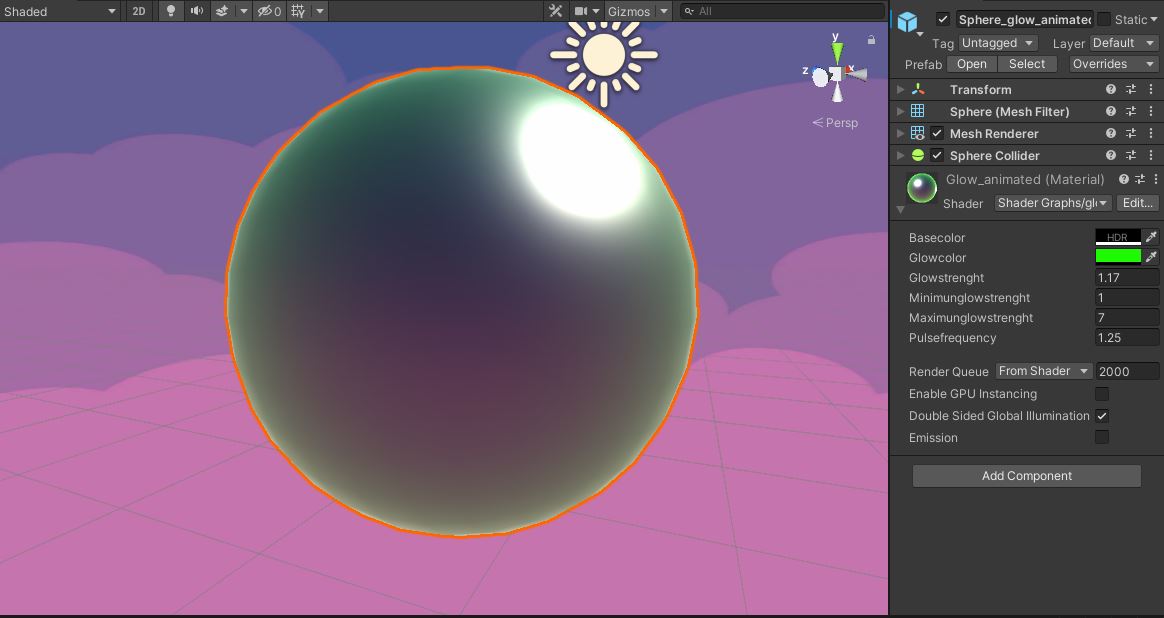 Shaded
2D
0
Gizmos
All
y
z
x
Persp
Sphere_glow_animated
Static
Tag
Untagged
Layer
Default
Prefab
Open
Select
Overrides
Transform
Sphere (Mesh Filter)
Mesh Renderer
Sphere Collider
Glow_animated (Material)
Shader
Shader Graphs/gl
Edit...
Basecolor
HDR
Glowcolor
Glowstrenght
1.17
Minimunglowstrenght
1
Maximunglowstrenght
7
Pulsefrequency
1.25
Render Queue
From Shader
2000
Enable GPU Instancing
Double Sided Global Illumination
Emission
Add Component